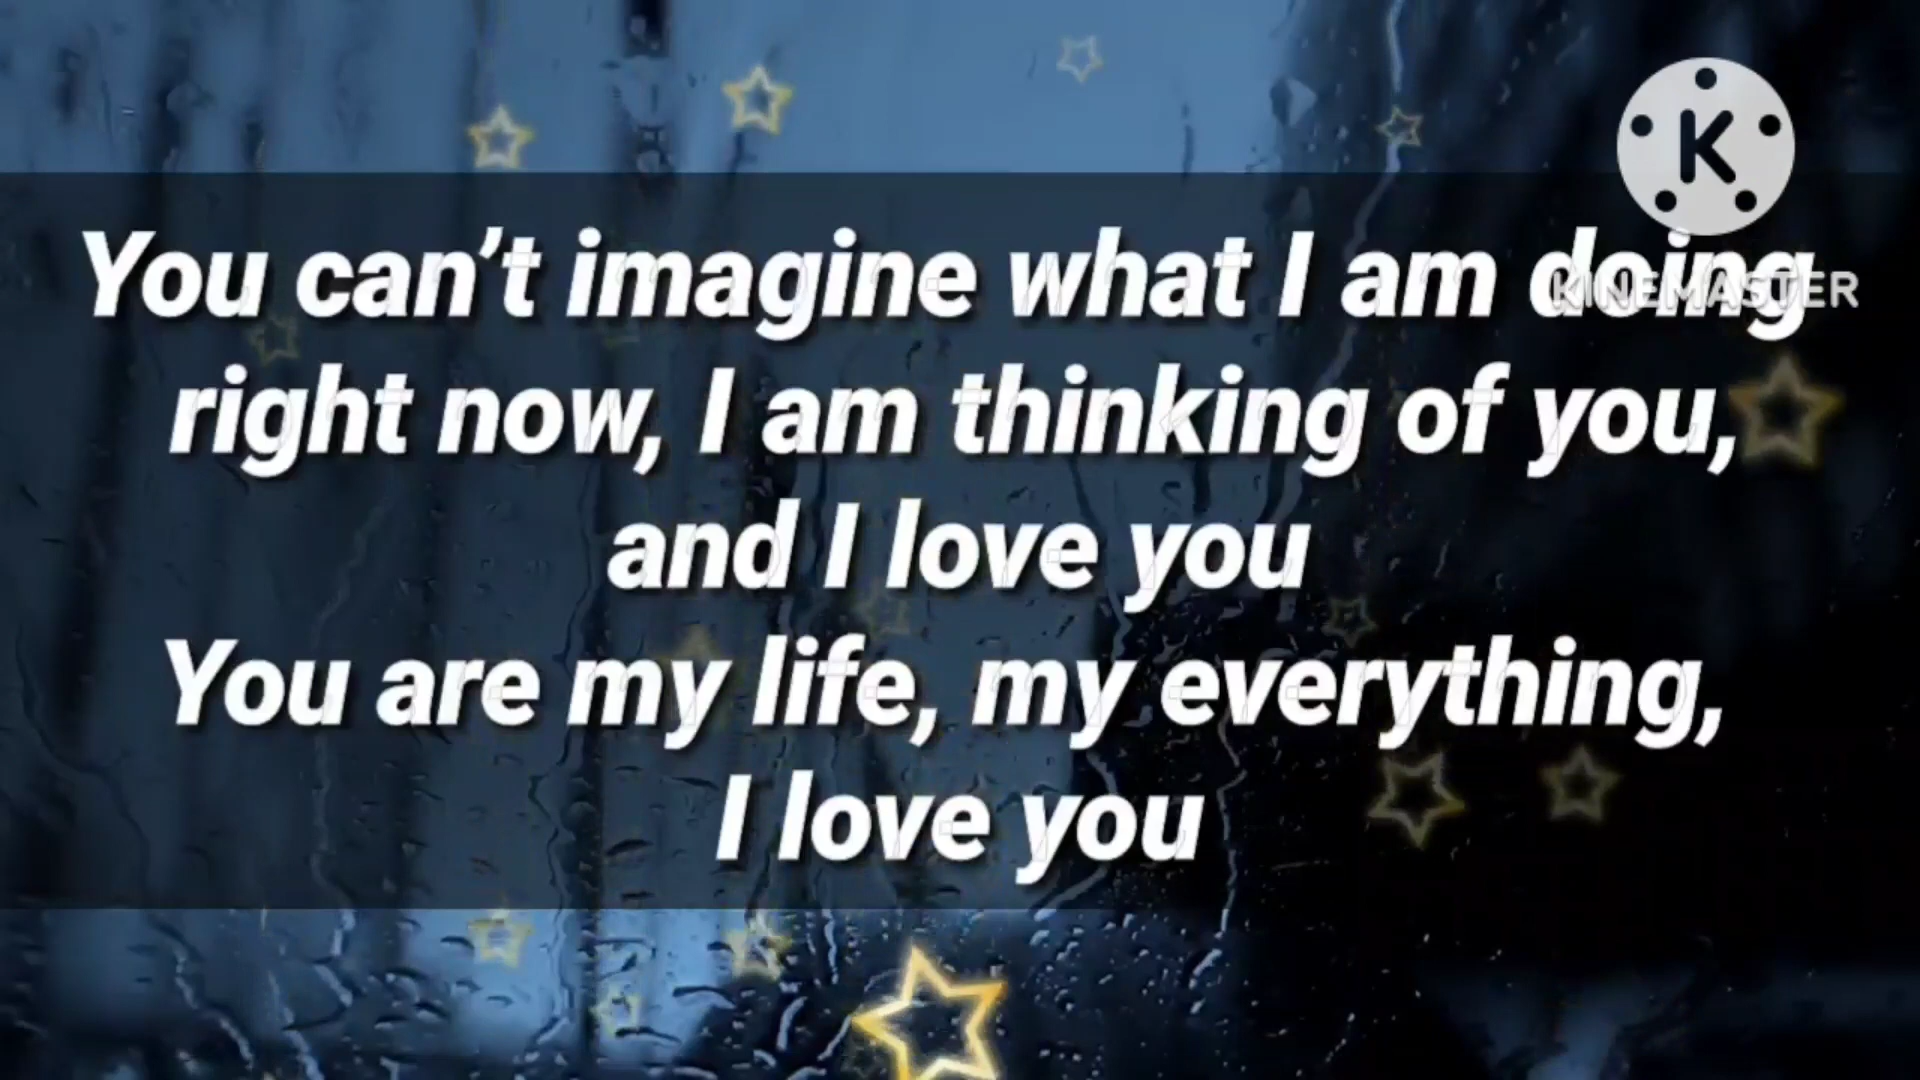 K
KINEMASTER
You can’t imagine what I am doing
right now, I am thinking of you,
and I love you
You are my life, my everything,
I love you